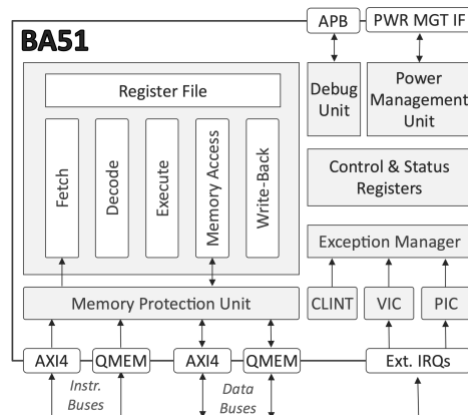 BA51
APB
PWR MGT IF
Register File
Fetch
Decode
Execute
Memory Access
Write-Back
Debug
Unit
Power
Management
Unit
Control & Status
Registers
Exception Manager
Memory Protection Unit
CLINT
VIC
PIC
AXI4
QMEM
AXI4
QMEM
Ext. IRQs
Instr.
Buses
Data
Buses